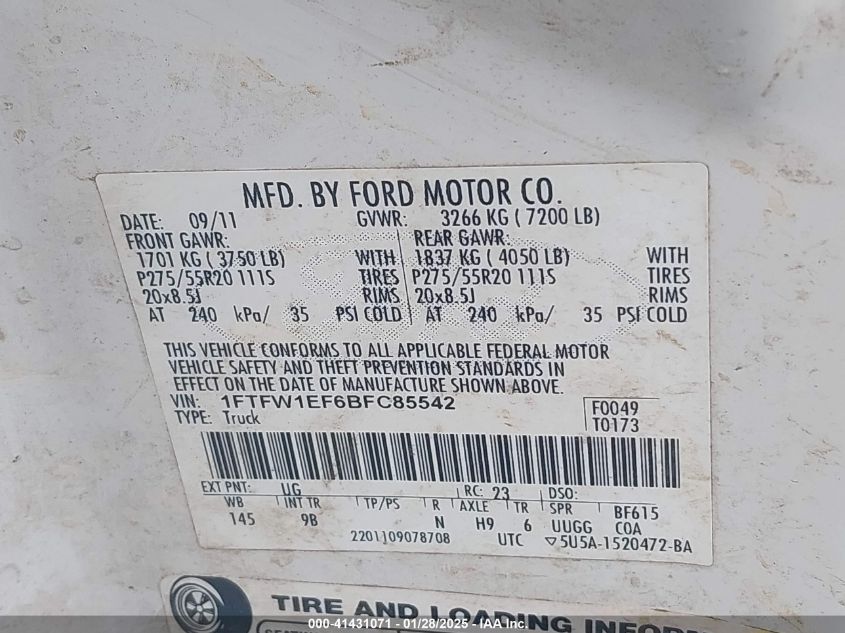 MFD. BY FORD MOTOR CO.
DATE: 09/11 GVWR: 3266 KG ( 7200 LB)
FRONT GAWR: REAR GAWR:
1701 KG ( 3750 LB) WITH 1837 KG ( 4050 LB) WITH
P275/55R20 111S TIRES P275/55R20 111S TIRES
20x8.5J RIMS 20x8.5J RIMS
AT 240 kPa/ 35 PSI COLD AT 240 kPa/ 35 PSI COLD
THIS VEHICLE CONFORMS TO ALL APPLICABLE FEDERAL MOTOR
VEHICLE SAFETY AND THEFT PREVENTION STANDARDS IN
EFFECT ON THE DATE OF MANUFACTURE SHOWN ABOVE.
VIN: 1FTFW1EF6BFC85542 F0049
TYPE: Truck T0173
EXT PNT: UG RC: 23 DSO:
WB INT TR TP/PS R AXLE TR SPR BF615
145 9B N H9 6 UUGG COA
2201109078708 UTC ▽5U5A-1520472-BA
TIRE AND LOADING
000-41431071 - 01/28/2025 - IAA Inc.